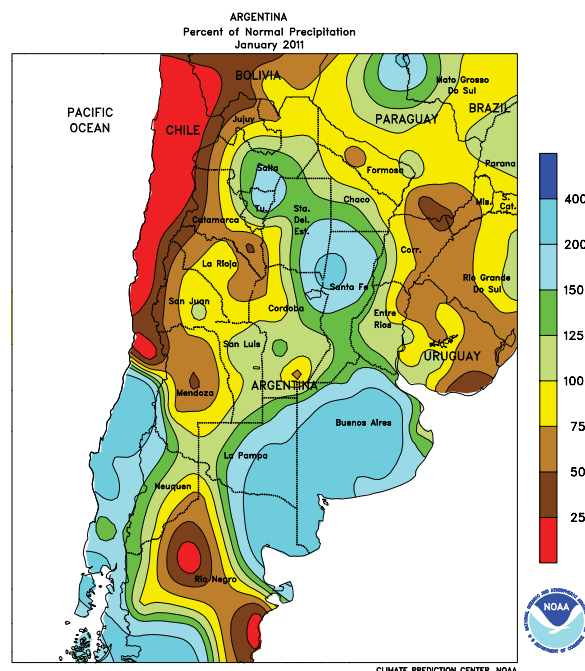 ARGENTINA
Percent of Normal Precipitation
January 2011
BOLIVIA
Mato Grosso
Do Sul
PACIFIC
OCEAN
CHILE
Jujuy
PARAGUAY
BRAZIL
Salta
Formosa
Parana
Tu.
Sta.
Del.
Est.
Chaco
Mis.
S.
Cat.
Catamarca
Corr.
La Rioja
Santa Fe
Rio Grande
Do Sul
San Juan
Cordoba
Entre
Rios
San Luis
URUGUAY
Mendoza
ARGENTINA
Buenos Aires
La Pampa
Neuquen
Rio Negro
400
200
150
125
100
75
50
25
NOAA
CLIMATE PREDICTION CENTER, NOAA